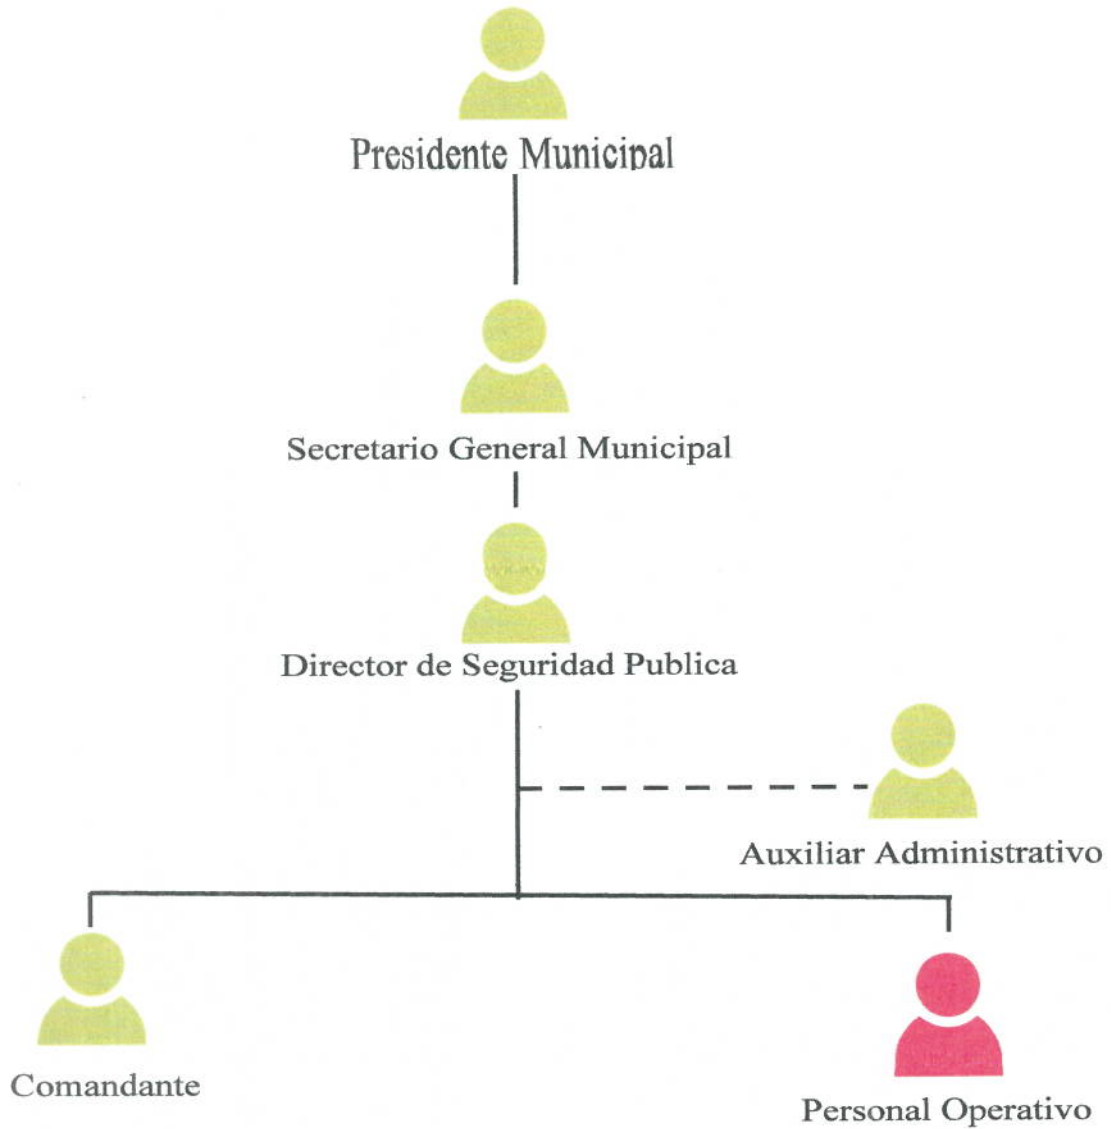 Presidente Municipal
Secretario General Municipal
Director de Seguridad Publica
Auxiliar Administrativo
Comandante
Personal Operativo